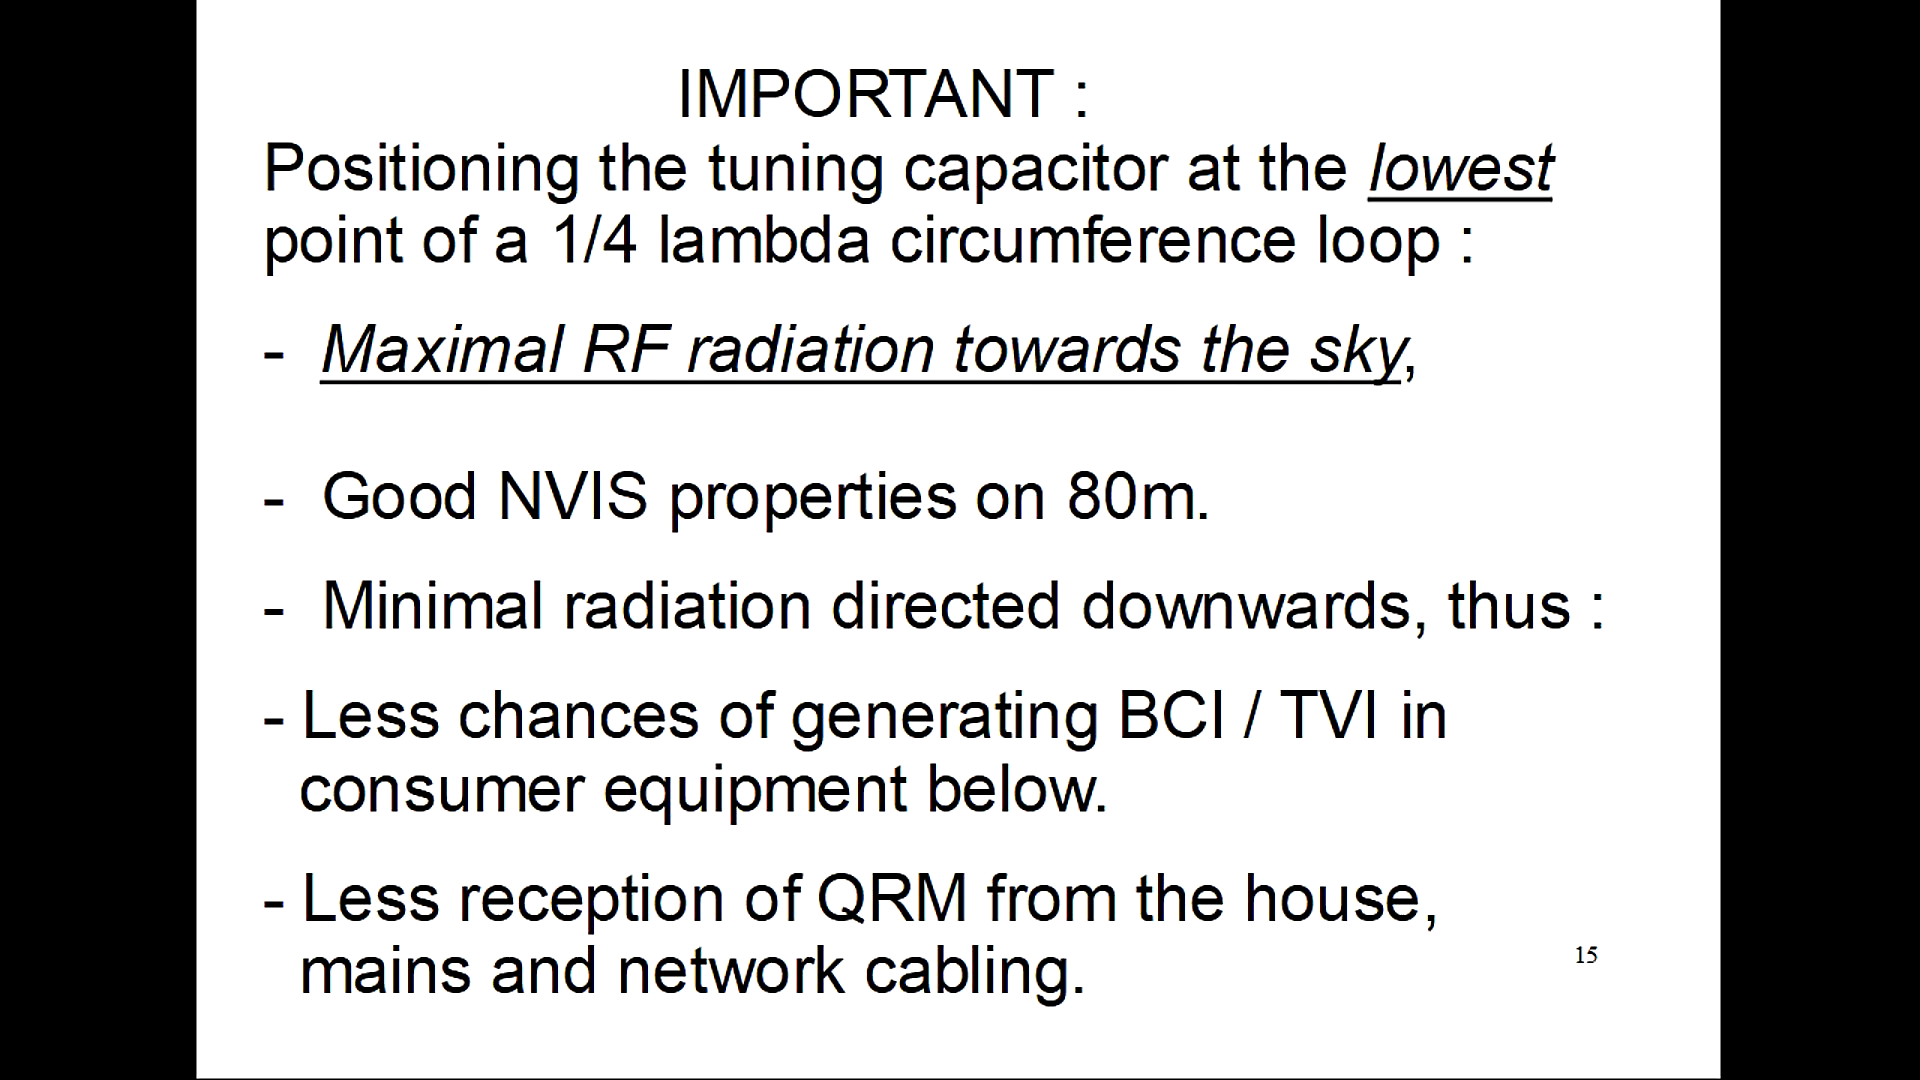 IMPORTANT :
Positioning the tuning capacitor at the lowest
point of a 1/4 lambda circumference loop :
- Maximal RF radiation towards the sky,
- Good NVIS properties on 80m.
- Minimal radiation directed downwards, thus :
- Less chances of generating BCI / TVI in
consumer equipment below.
- Less reception of QRM from the house,
mains and network cabling.
15